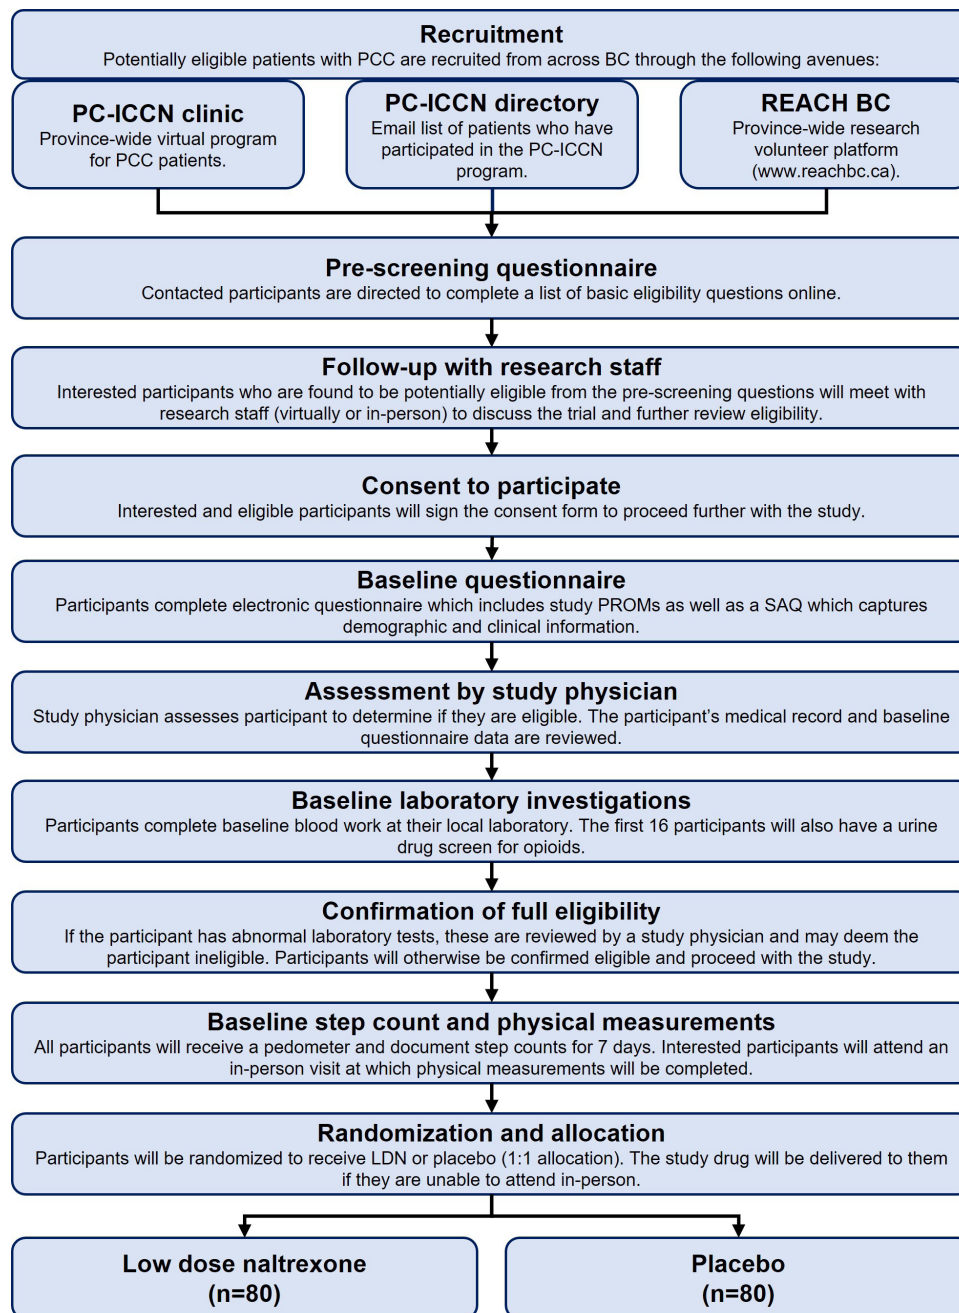 Recruitment
Potentially eligible patients with PCC are recruited from across BC through the following avenues:
PC-ICCN clinic
Province-wide virtual program
for PCC patients.
PC-ICCN directory
Email list of patients who have
participated in the PC-ICCN
program.
REACH BC
Province-wide research
volunteer platform
(www.reachbc.ca).
Pre-screening questionnaire
Contacted participants are directed to complete a list of basic eligibility questions online.
Follow-up with research staff
Interested participants who are found to be potentially eligible from the pre-screening questions will meet with
research staff (virtually or in-person) to discuss the trial and further review eligibility.
Consent to participate
Interested and eligible participants will sign the consent form to proceed further with the study.
Baseline questionnaire
Participants complete electronic questionnaire which includes study PROMs as well as a SAQ which captures
demographic and clinical information.
Assessment by study physician
Study physician assesses participant to determine if they are eligible. The participant's medical record and baseline
questionnaire data are reviewed.
Baseline laboratory investigations
Participants complete baseline blood work at their local laboratory. The first 16 participants will also have a urine
drug screen for opioids.
Confirmation of full eligibility
If the participant has abnormal laboratory tests, these are reviewed by a study physician and may deem the
participant ineligible. Participants will otherwise be confirmed eligible and proceed with the study.
Baseline step count and physical measurements
All participants will receive a pedometer and document step counts for 7 days. Interested participants will attend an
in-person visit at which physical measurements will be completed.
Randomization and allocation
Participants will be randomized to receive LDN or placebo (1:1 allocation). The study drug will be delivered to them
if they are unable to attend in-person.
Low dose naltrexone
(n=80)
Placebo
(n=80)